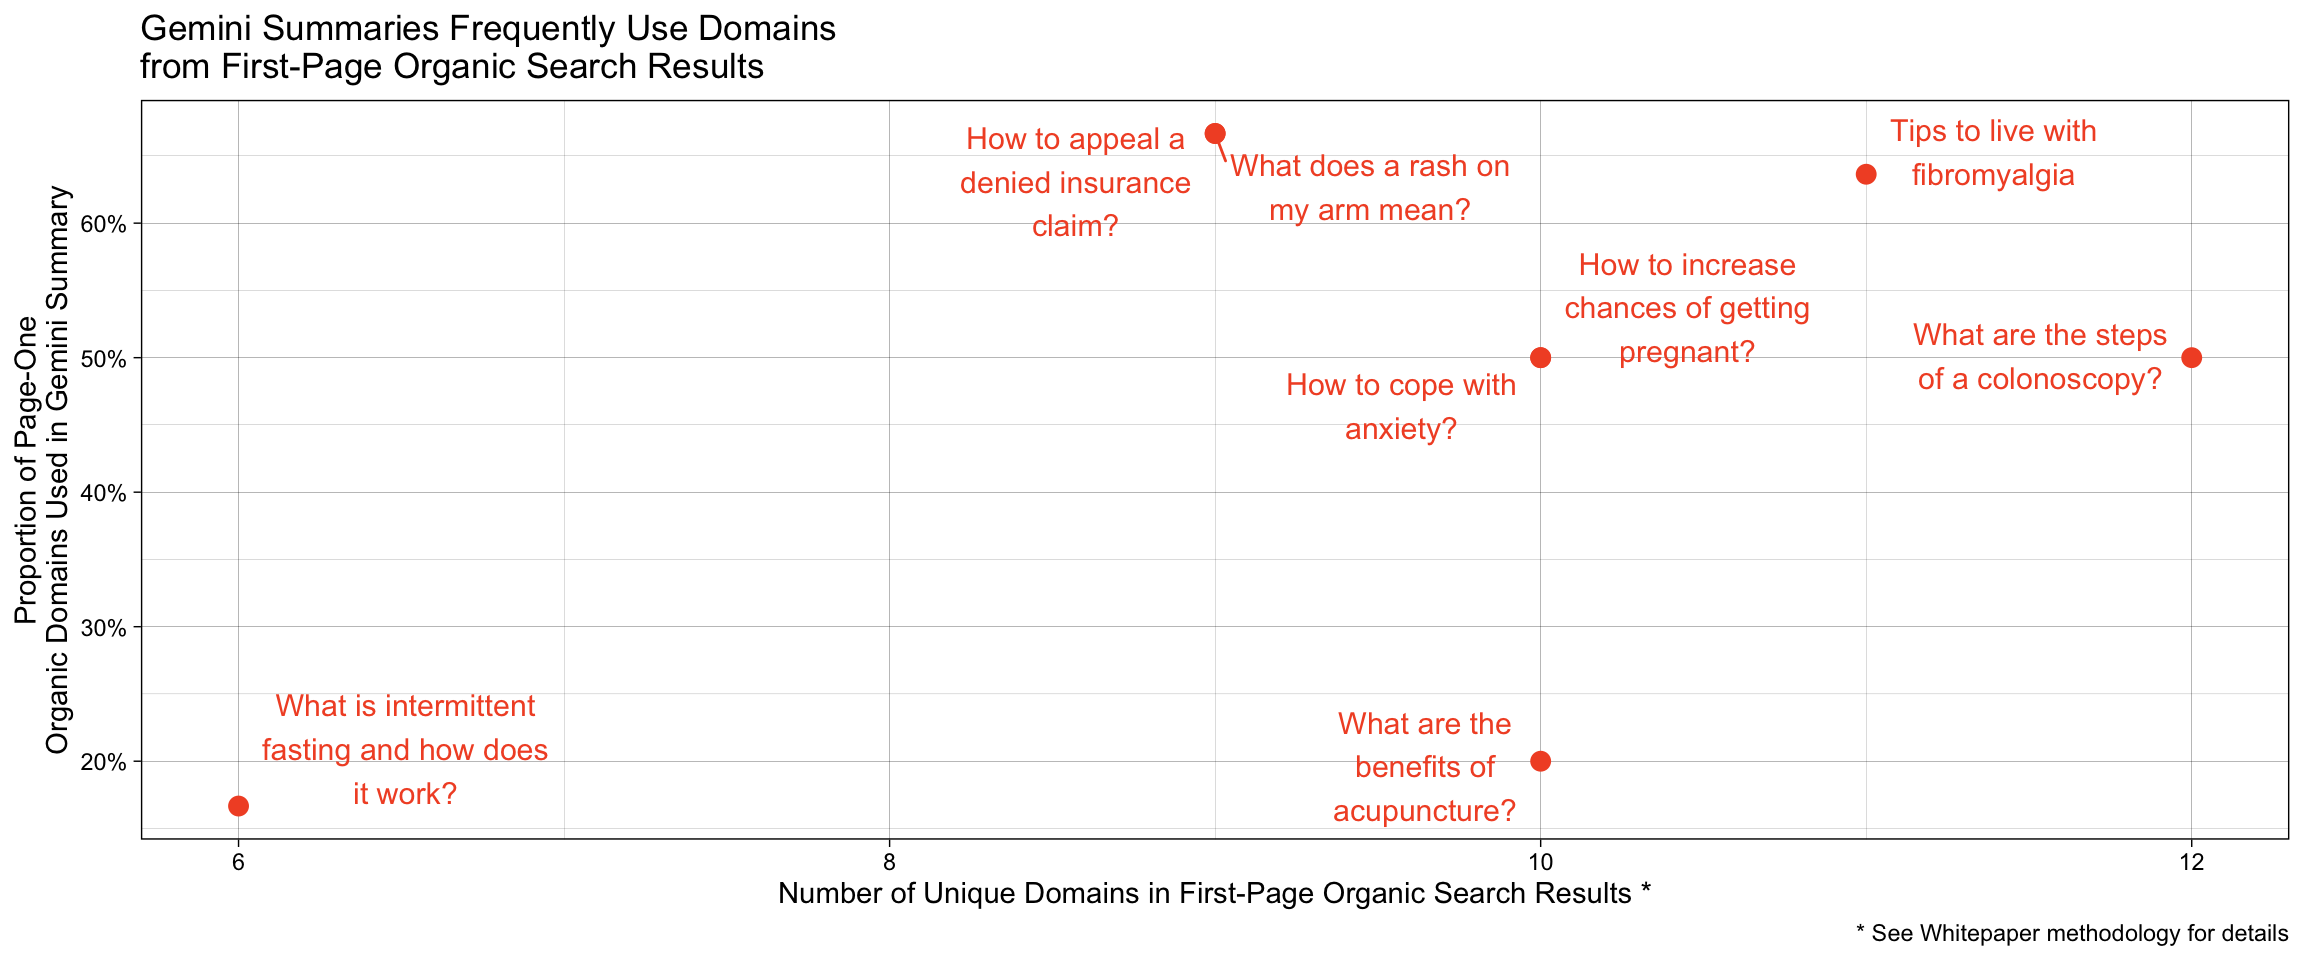 Gemini Summaries Frequently Use Domains
from First-Page Organic Search Results
Proportion of Page-One
Organic Domains Used in Gemini Summary
60%
50%
40%
30%
20%
How to appeal a
denied insurance
claim?
What does a rash on
my arm mean?
Tips to live with
fibromyalgia
How to increase
chances of getting
pregnant?
What are the steps
of a colonoscopy?
How to cope with
anxiety?
What is intermittent
fasting and how does
it work?
What are the
benefits of
acupuncture?
6
8
10
12
Number of Unique Domains in First-Page Organic Search Results *
* See Whitepaper methodology for details